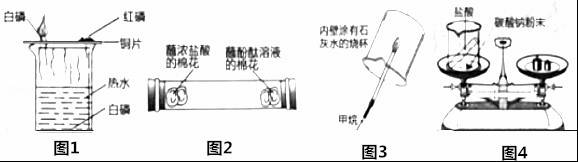 白磷
红磷
铜片
热水
白磷
图1
蘸浓盐酸
的棉花
蘸酚酞溶液
的棉花
图2
内壁涂有石
灰水的烧杯
甲烷
图3
盐酸
碳酸钠粉末
图4